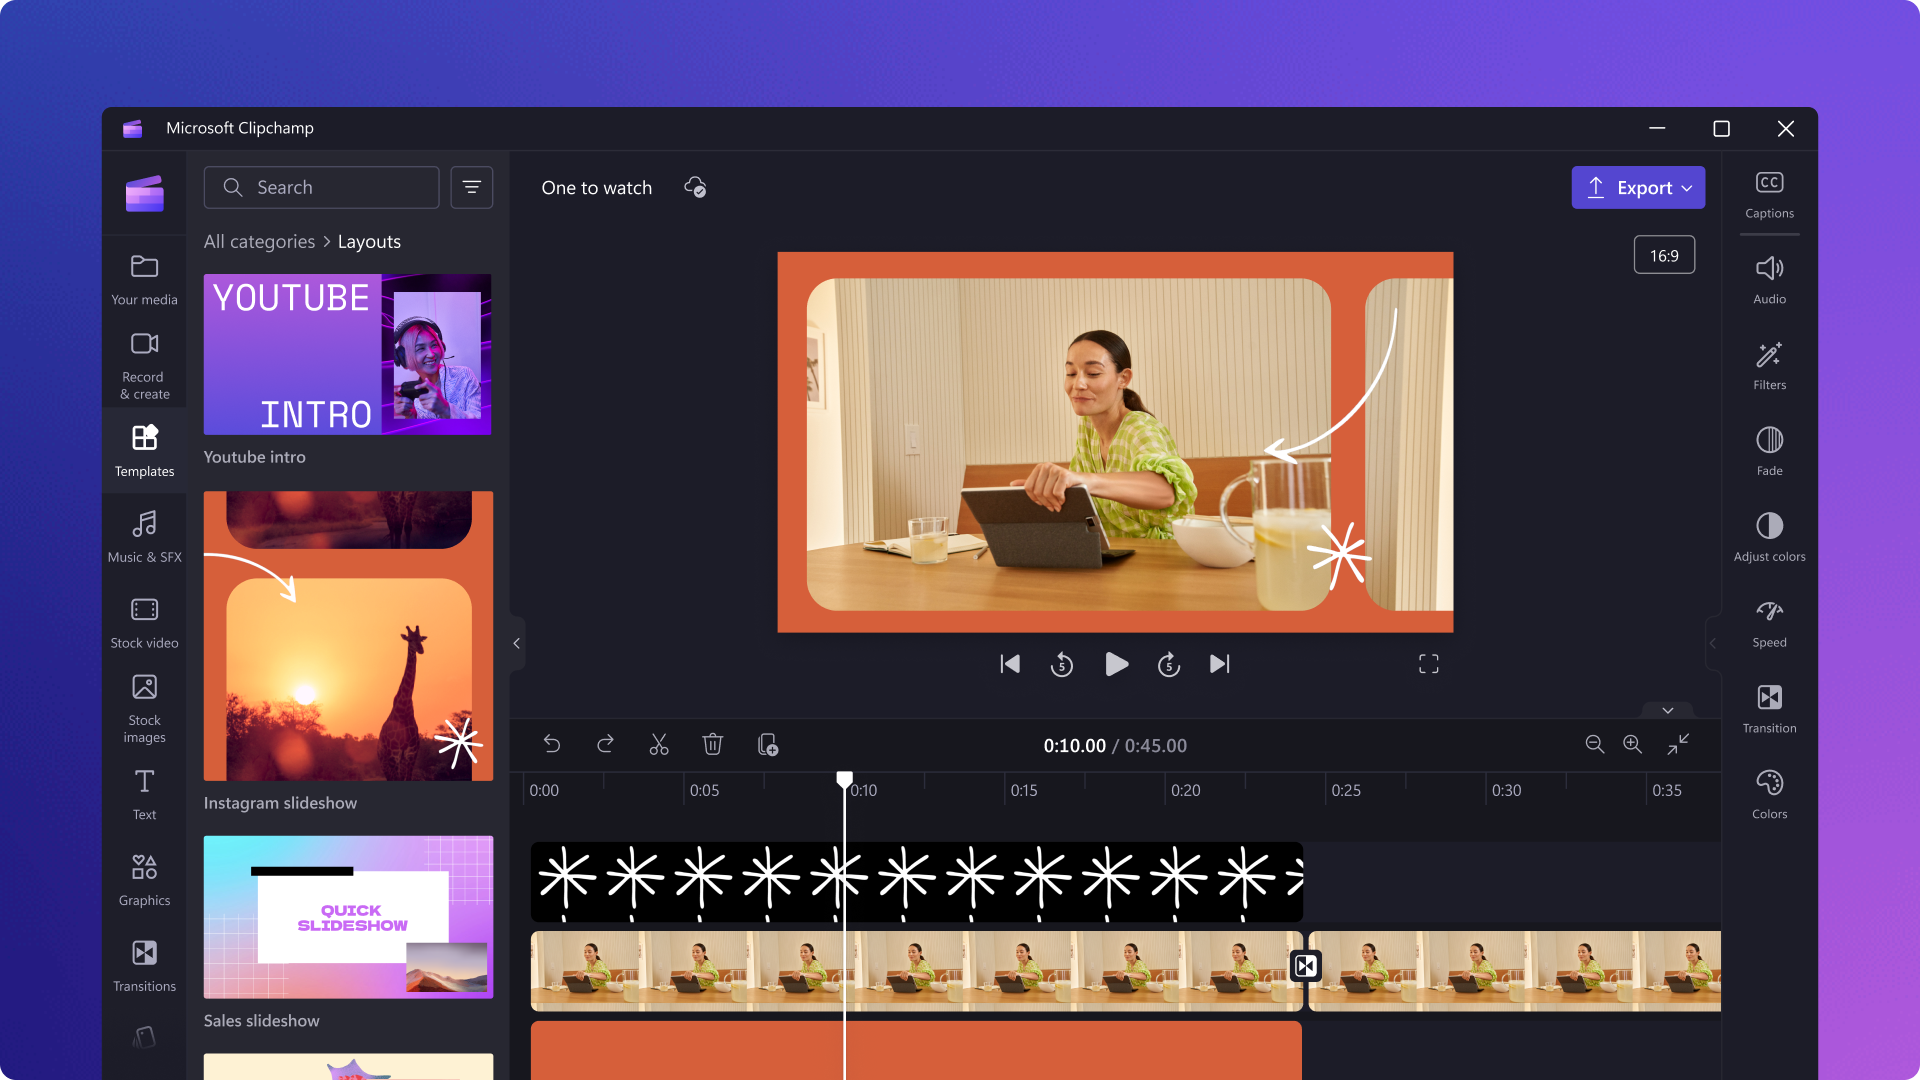 Microsoft Clipchamp
Search
All categories > Layouts
YOUTUBE
INTRO
Youtube intro
Instagram slideshow
QUICK
SLIDESHOW
Sales slideshow
Your media
Record
& create
Templates
Music & SFX
Stock video
Stock
images
Text
Graphics
Transitions
One to watch
Export
16:9
5
5
0:10.00 / 0:45.00
0:00
0:05
0:10
0:15
0:20
0:25
0:30
0:35
CC
Captions
Audio
Filters
Fade
Adjust colors
Speed
Transition
Colors